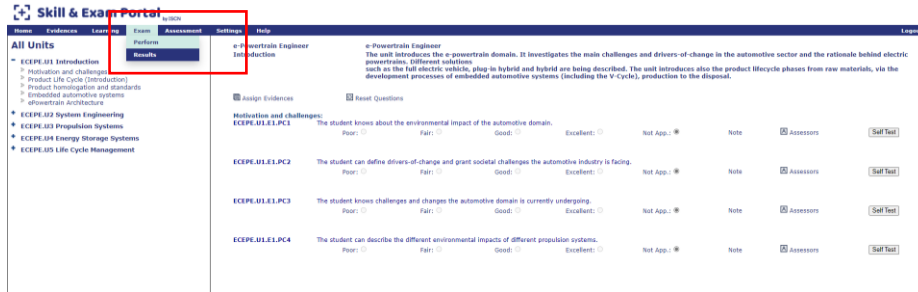 [+] Skill & Exam Portal by ISCN
Home Evidences Learning Exam Assessment Settings Help Logou
Perform
Results
All Units
ECEPE.U1 Introduction
Motivation and challenges
Product Life Cycle (Introduction)
Product homologation and standards
Embedded automotive systems
ePowertrain Architecture
ECEPE.U2 System Engineering
ECEPE.U3 Propulsion Systems
ECEPE.U4 Energy Storage Systems
ECEPE.U5 Life Cycle Management
e-Powertrain Engineer e-Powertrain Engineer
Introduction The unit introduces the e-powertrain domain. It investigates the main challenges and drivers-of-change in the automotive sector and the rationale behind electric
powertrains. Different solutions
such as the full electric vehicle, plug-in hybrid and hybrid are being described. The unit introduces also the product lifecycle phases from raw materials, via the
development processes of embedded automotive systems (including the V-Cycle), production to the disposal.
Assign Evidences Reset Questions
Motivation and challenges:
ECEPE.U1.E1.PC1 The student knows about the environmental impact of the automotive domain.
Poor: Fair: Good: Excellent: Not App.: Note Assessors Self Test
ECEPE.U1.E1.PC2 The student can define drivers-of-change and grant societal challenges the automotive industry is facing.
Poor: Fair: Good: Excellent: Not App.: Note Assessors Self Test
ECEPE.U1.E1.PC3 The student knows challenges and changes the automotive domain is currently undergoing.
Poor: Fair: Good: Excellent: Not App.: Note Assessors Self Test
ECEPE.U1.E1.PC4 The student can describe the different environmental impacts of different propulsion systems.
Poor: Fair: Good: Excellent: Not App.: Note Assessors Self Test